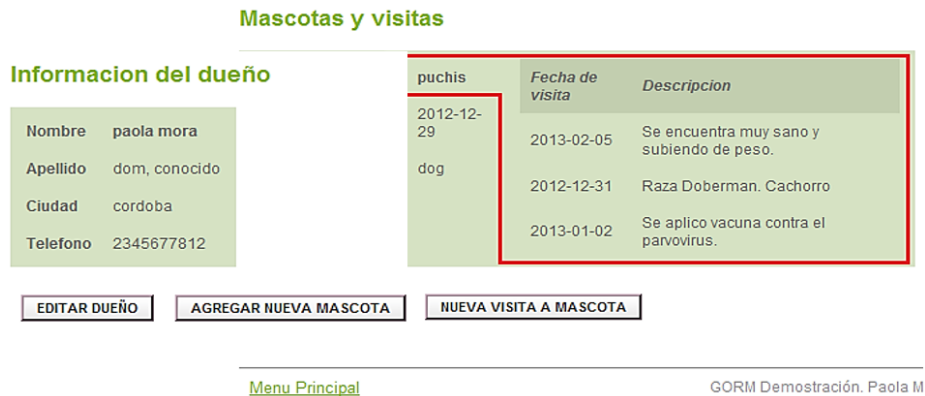 Mascotas y visitas
Informacion del dueño
Nombre paola mora
Apellido dom, conocido
Ciudad cordoba
Telefono 2345677812
puchis
2012-12-
29
dog
Fecha de
visita
Descripcion
2013-02-05
Se encuentra muy sano y
subiendo de peso.
2012-12-31 Raza Doberman. Cachorro
2013-01-02
Se aplico vacuna contra el
parvovirus.
EDITAR DUEÑO AGREGAR NUEVA MASCOTA NUEVA VISITA A MASCOTA
Menu Principal GORM Demostración. Paola M